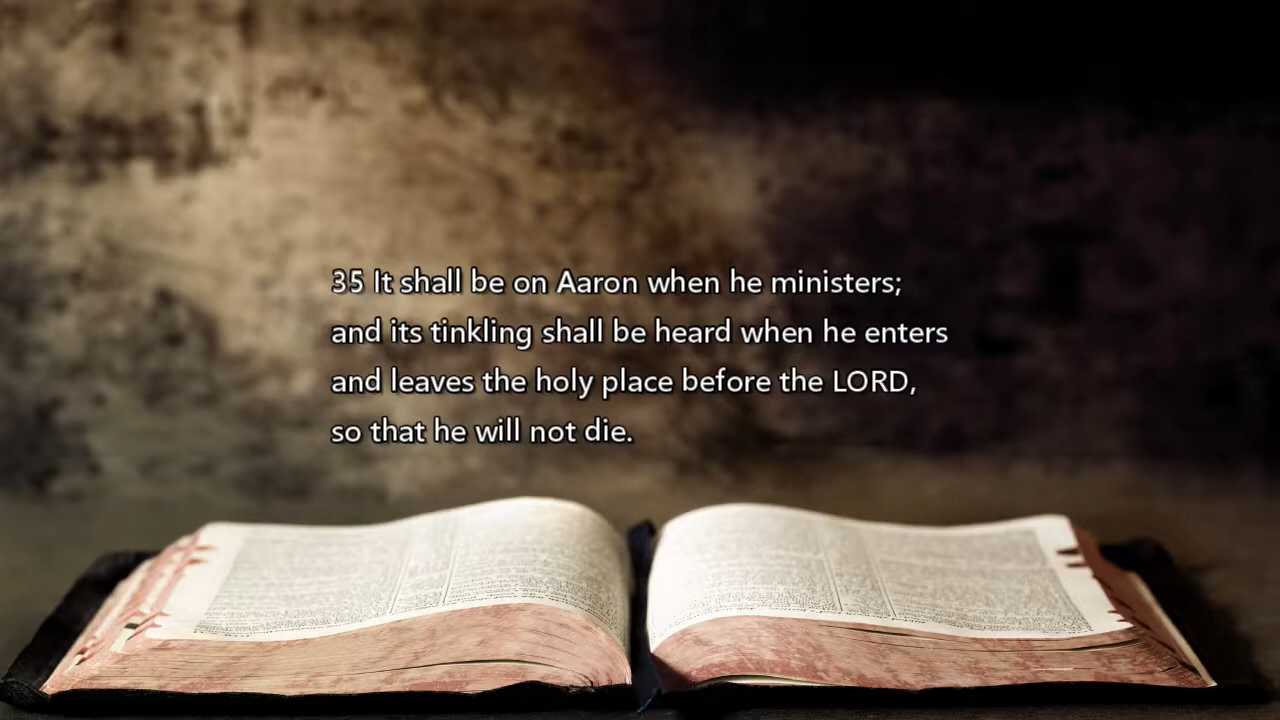 35 It shall be on Aaron when he ministers;
and its tinkling shall be heard when he enters
and leaves the holy place before the LORD,
so that he will not die.